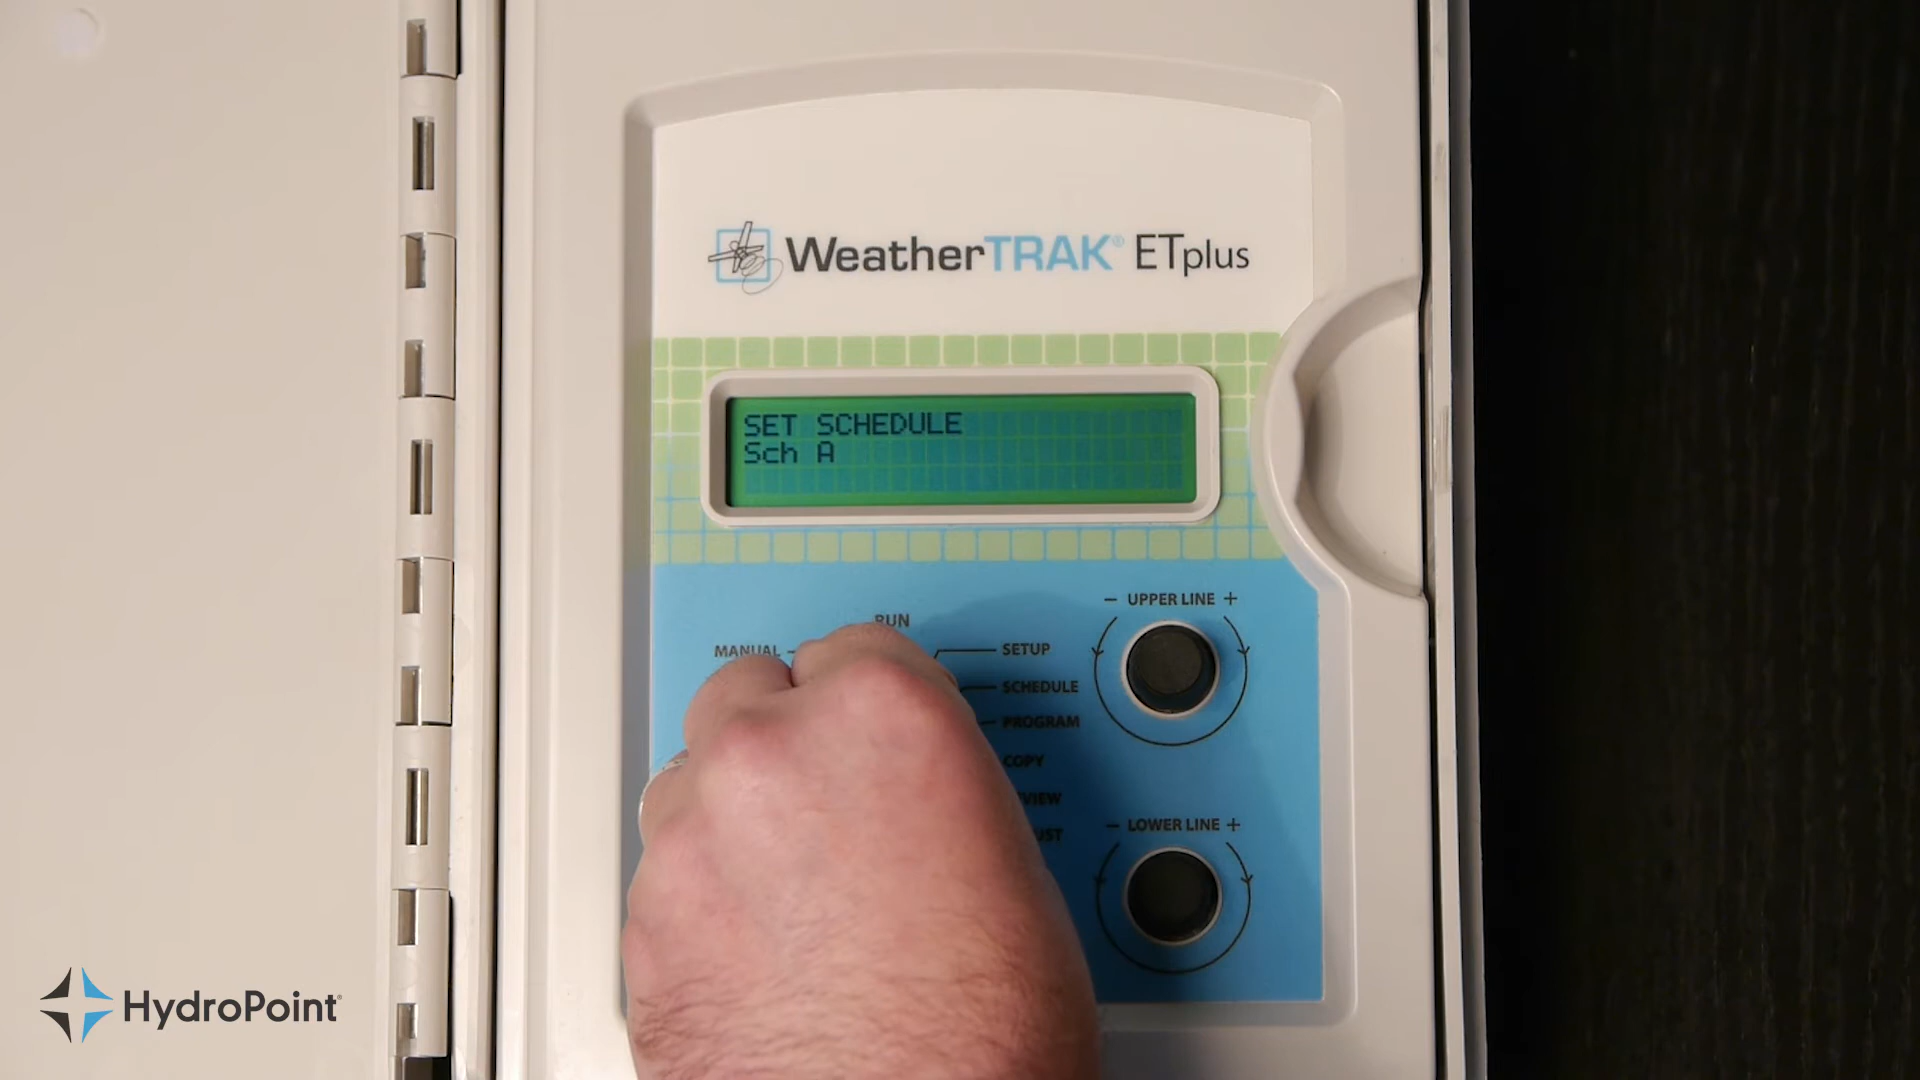 WeatherTRAK® ETplus
SET SCHEDULE
Sch A
RUN
MANUAL
SETUP
SCHEDULE
PROGRAM
COPY
− UPPER LINE +
− LOWER LINE +
HydroPoint®